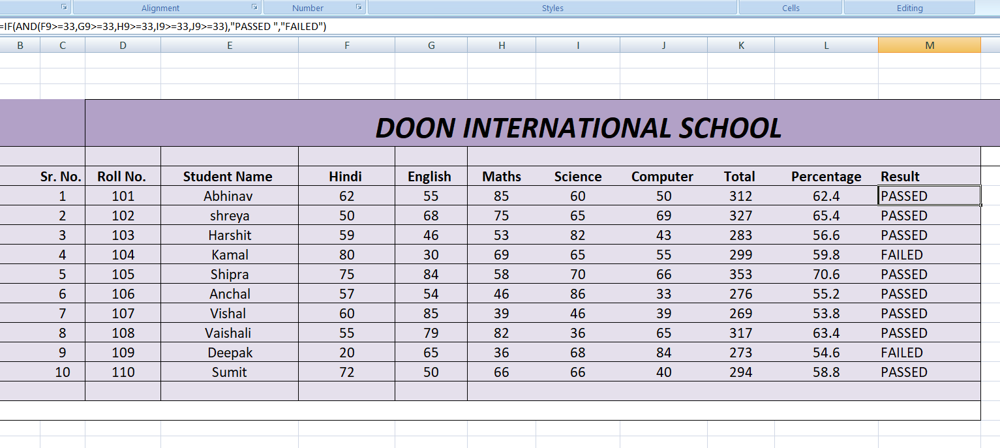 Alignment Number Styles Cells Editing
=IF(AND(F9>=33,G9>=33,H9>=33,I9>=33,J9>=33),"PASSED ","FAILED")
B C D E F G H I J K L M
DOON INTERNATIONAL SCHOOL
Sr. No. Roll No. Student Name Hindi English Maths Science Computer Total Percentage Result
1 101 Abhinav 62 55 85 60 50 312 62.4 PASSED
2 102 shreya 50 68 75 65 69 327 65.4 PASSED
3 103 Harshit 59 46 53 82 43 283 56.6 PASSED
4 104 Kamal 80 30 69 65 55 299 59.8 FAILED
5 105 Shipra 75 84 58 70 66 353 70.6 PASSED
6 106 Anchal 57 54 46 86 33 276 55.2 PASSED
7 107 Vishal 60 85 39 46 39 269 53.8 PASSED
8 108 Vaishali 55 79 82 36 65 317 63.4 PASSED
9 109 Deepak 20 65 36 68 84 273 54.6 FAILED
10 110 Sumit 72 50 66 66 40 294 58.8 PASSED